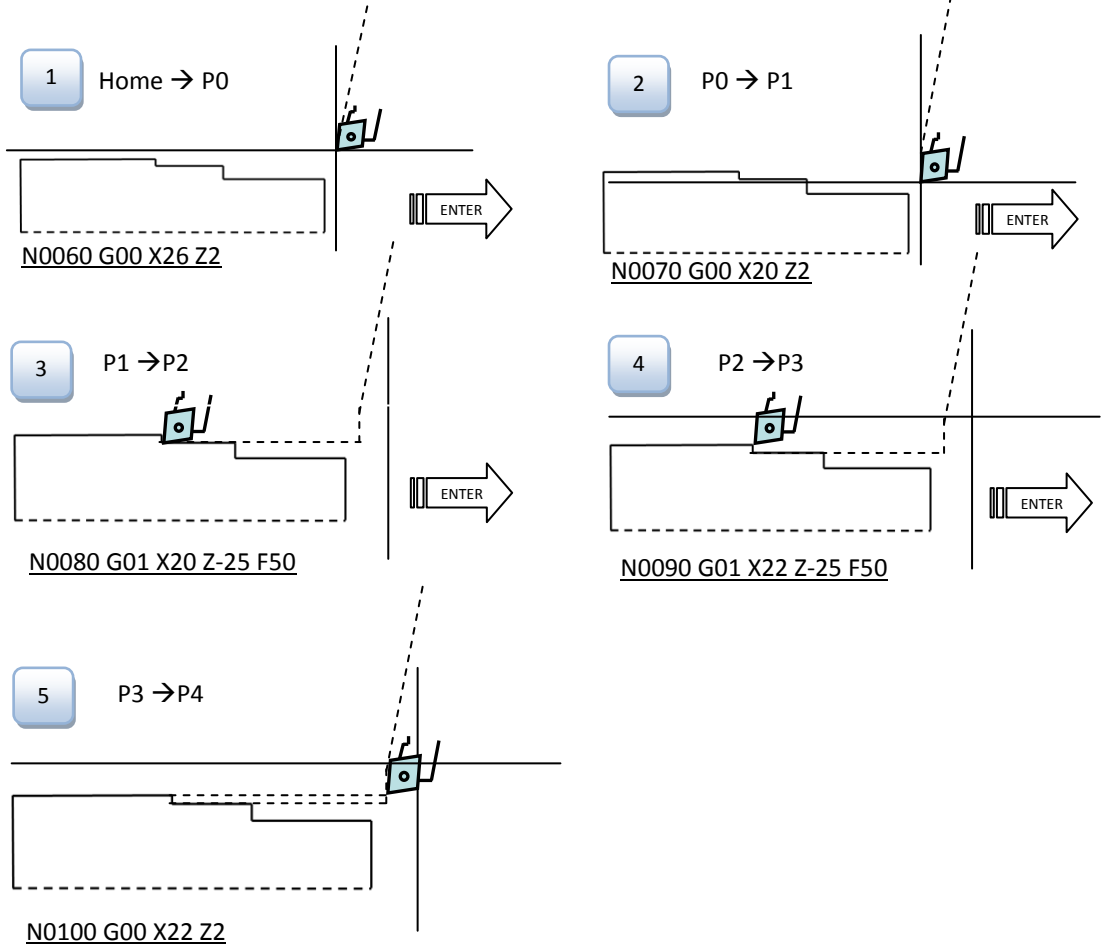 1
Home → P0
ENTER
N0060 G00 X26 Z2
2
P0 → P1
ENTER
N0070 G00 X20 Z2
3
P1 →P2
ENTER
N0080 G01 X20 Z-25 F50
4
P2 →P3
ENTER
N0090 G01 X22 Z-25 F50
5
P3 →P4
N0100 G00 X22 Z2